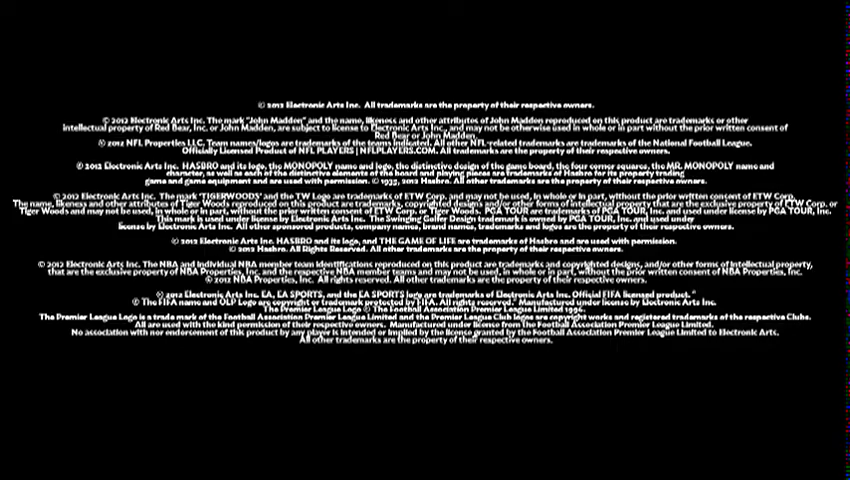 © 2012 Electronic Arts Inc. All trademarks are the property of their respective owners.
© 2012 Electronic Arts Inc. The mark "John Madden" and the name, likeness and other attributes of John Madden reproduced on this product are trademarks or other
intellectual property of Red Bear, Inc. or John Madden, are subject to license to Electronic Arts Inc., and may not be otherwise used in whole or in part without the prior written consent of
Red Bear or John Madden.
© 2012 NFL Properties LLC. Team names/logos are trademarks of the teams indicated. All other NFL-related trademarks are trademarks of the National Football League.
Officially Licensed Product of NFL PLAYERS | NFLPLAYERS.COM. All trademarks are the property of their respective owners.
© 2012 Electronic Arts Inc. HASBRO and its logo, the MONOPOLY name and logo, the distinctive design of the game board, the four corner squares, the MR. MONOPOLY name and
character, as well as each of the distinctive elements of the board and playing pieces are trademarks of Hasbro for its property trading
game and game equipment and are used with permission. © 1935, 2012 Hasbro. All other trademarks are the property of their respective owners.
© 2012 Electronic Arts Inc. The mark 'TIGERWOODS' and the TW Logo are trademarks of ETW Corp. and may not be used, in whole or in part, without the prior written consent of ETW Corp.
The name, likeness and other attributes of Tiger Woods reproduced on this product are trademarks, copyrighted designs and/or other forms of intellectual property that are the exclusive property of ETW Corp. or
Tiger Woods and may not be used, in whole or in part, without the prior written consent of ETW Corp. or Tiger Woods. PGA TOUR are trademarks of PGA TOUR, Inc. and used under license by PGA TOUR, Inc.
This mark is used under license by Electronic Arts Inc. The Swinging Golfer Design trademark is owned by PGA TOUR, Inc. and used under
license by Electronic Arts Inc. All other sponsored products, company names, brand names, trademarks and logos are the property of their respective owners.
© 2012 Electronic Arts Inc. HASBRO and its logo, and THE GAME OF LIFE are trademarks of Hasbro and are used with permission.
© 2012 Hasbro. All Rights Reserved. All other trademarks are the property of their respective owners.
© 2012 Electronic Arts Inc. The NBA and individual NBA member team identifications reproduced on this product are trademarks and copyrighted designs, and/or other forms of intellectual property,
that are the exclusive property of NBA Properties, Inc. and the respective NBA member teams and may not be used, in whole or in part, without the prior written consent of NBA Properties, Inc.
© 2012 NBA Properties, Inc. All rights reserved. All other trademarks are the property of their respective owners.
© 2012 Electronic Arts Inc. EA, EA SPORTS, and the EA SPORTS logo are trademarks of Electronic Arts Inc. Official FIFA licensed product. "
© The FIFA name and OLP Logo are copyright or trademark protected by FIFA. All rights reserved." Manufactured under license by Electronic Arts Inc.
The Premier League Logo © The Football Association Premier League Limited 1996.
The Premier League Logo is a trade mark of the Football Association Premier League Limited and the Premier League Club logos are copyright works and registered trademarks of the respective Clubs.
All are used with the kind permission of their respective owners. Manufactured under license from The Football Association Premier League Limited.
No association with nor endorsement of this product by any player is intended or implied by the license granted by the Football Association Premier League Limited to Electronic Arts.
All other trademarks are the property of their respective owners.